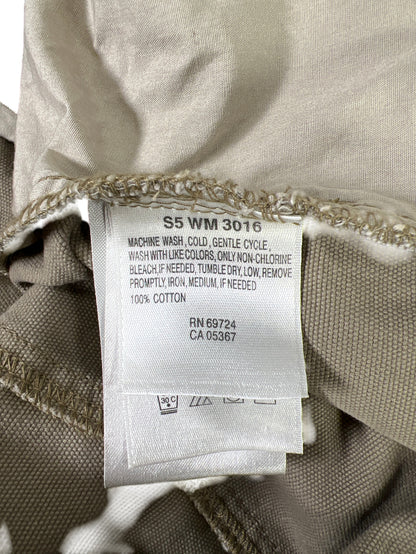 S5 WM 3016
MACHINE WASH, COLD, GENTLE CYCLE,
WASH WITH LIKE COLORS, ONLY NON-CHLORINE
BLEACH, IF NEEDED, TUMBLE DRY, LOW, REMOVE
PROMPTLY, IRON, MEDIUM, IF NEEDED
100% COTTON
RN 69724
CA 05367
30 C